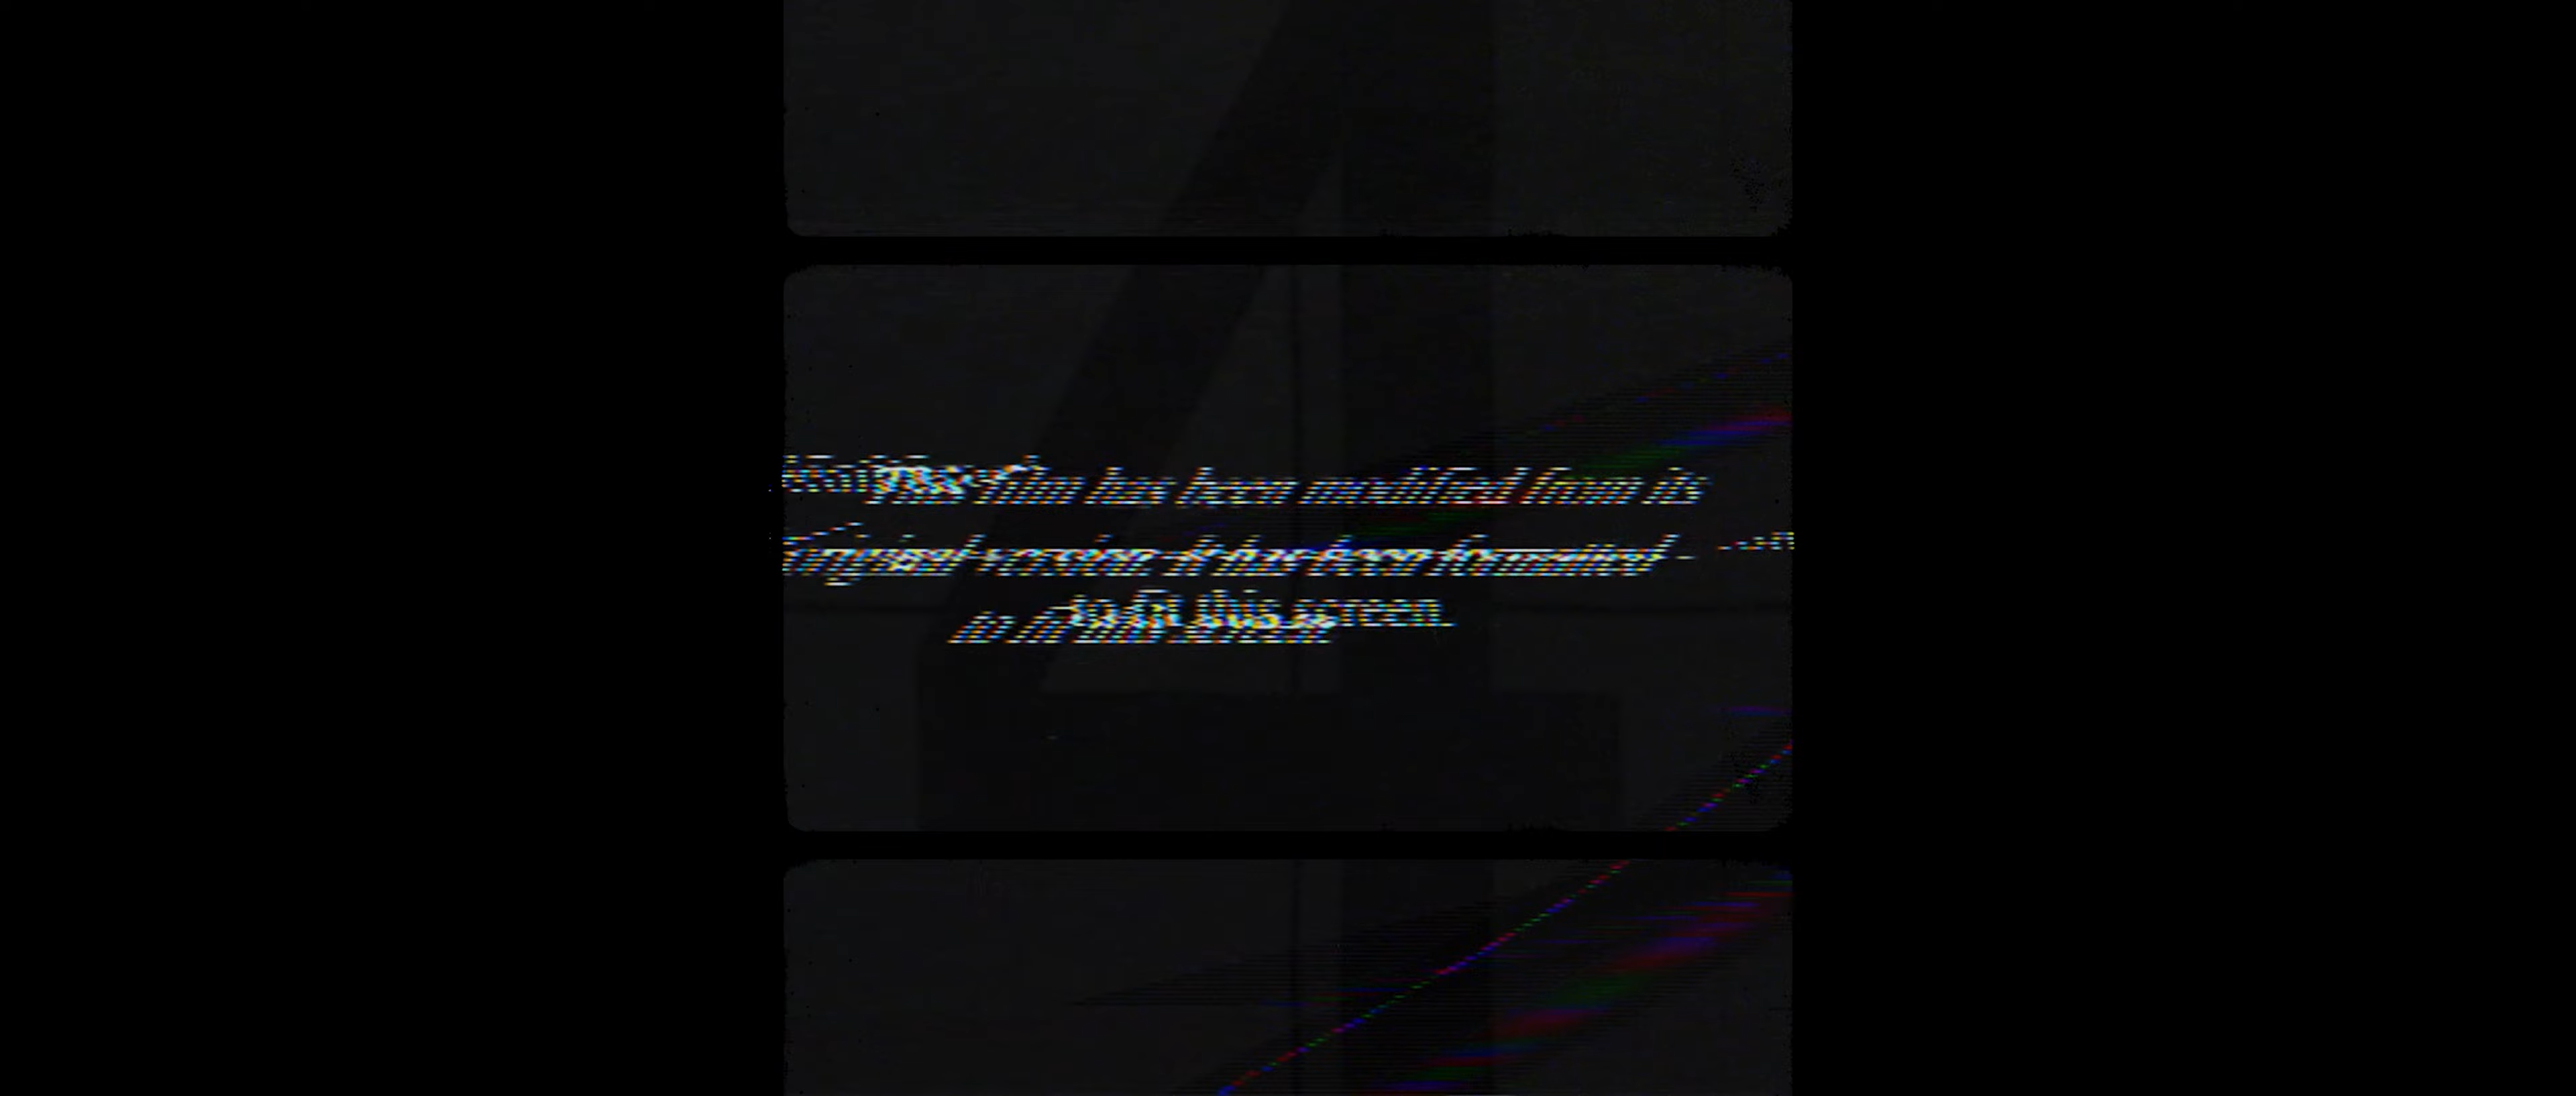 This film has been modified from its
original version. It has been formatted
to fit this screen.